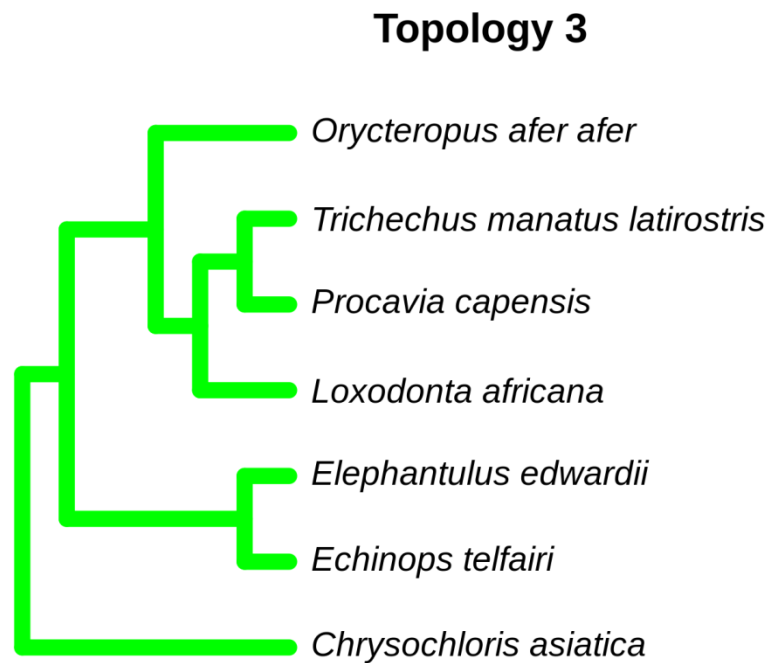 Topology 3
Orycteropus afer afer
Trichechus manatus latirostris
Procavia capensis
Loxodonta africana
Elephantulus edwardii
Echinops telfairi
Chrysochloris asiatica